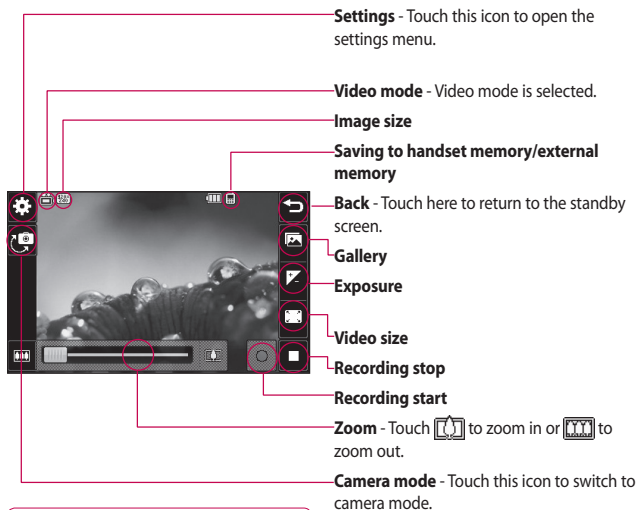 Settings - Touch this icon to open the
settings menu.
Video mode - Video mode is selected.
Image size
Saving to handset memory/external
memory
Back - Touch here to return to the standby
screen.
Gallery
Exposure
Video size
Recording stop
Recording start
Zoom - Touch to zoom in or to
zoom out.
Camera mode - Touch this icon to switch to
camera mode.